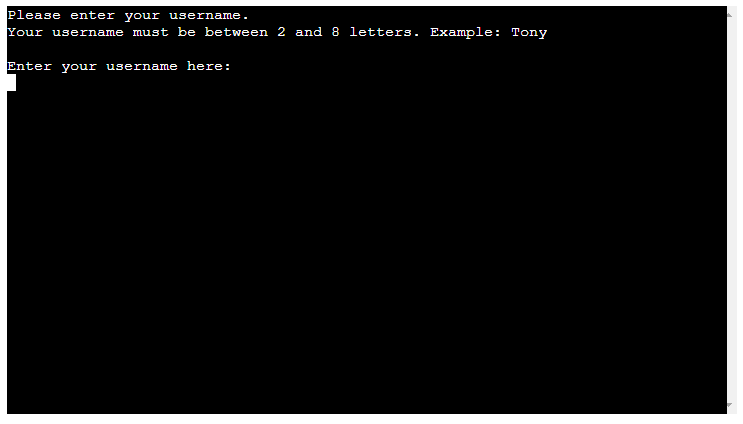 Please enter your username.
Your username must be between 2 and 8 letters. Example: Tony
Enter your username here: